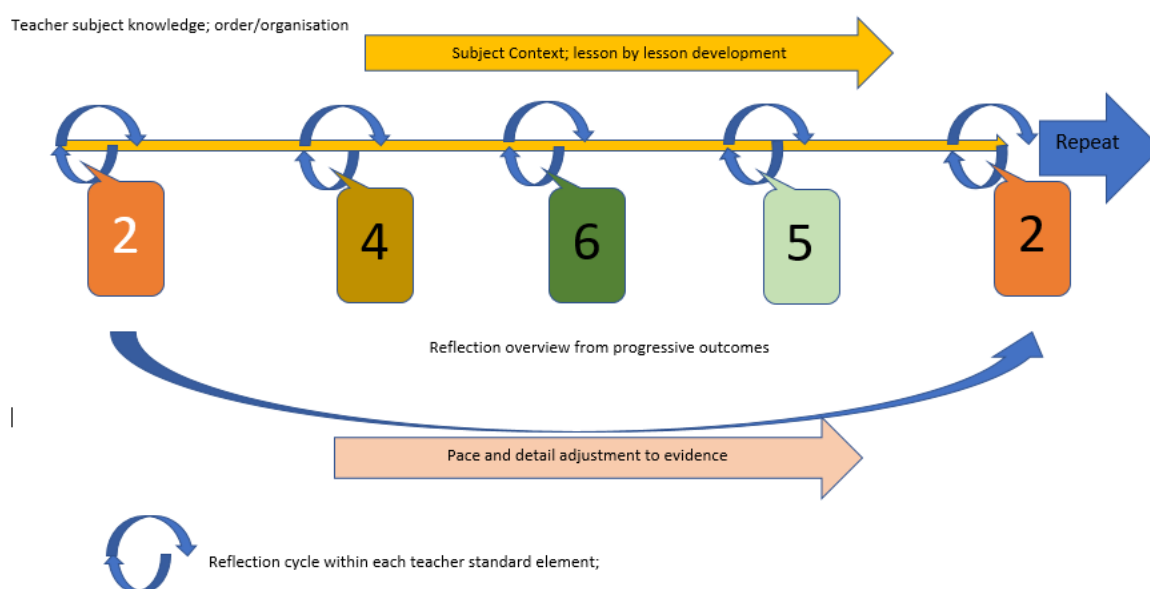 Teacher subject knowledge; order/organisation
Subject Context; lesson by lesson development
Repeat
2
4
6
5
2
Reflection overview from progressive outcomes
Pace and detail adjustment to evidence
Reflection cycle within each teacher standard element;